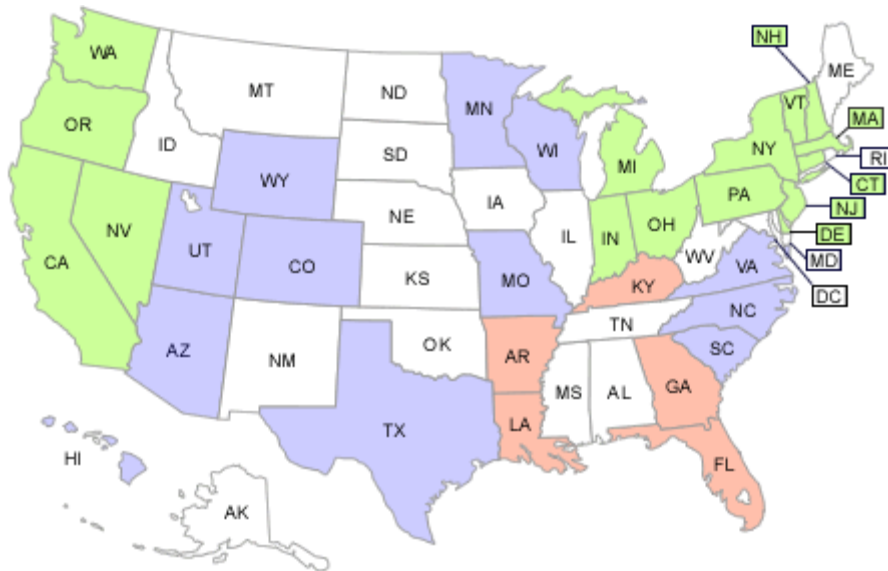 WA
MT
ND
MN
NH
ME
VT
MA
OR
ID
SD
WI
MI
NY
RI
CT
WY
NE
IA
PA
NJ
NV
UT
CO
KS
IL
IN
OH
WV
DE
MD
CA
MO
KY
VA
DC
AZ
NM
OK
AR
TN
NC
SC
MS
AL
GA
TX
LA
HI
FL
AK